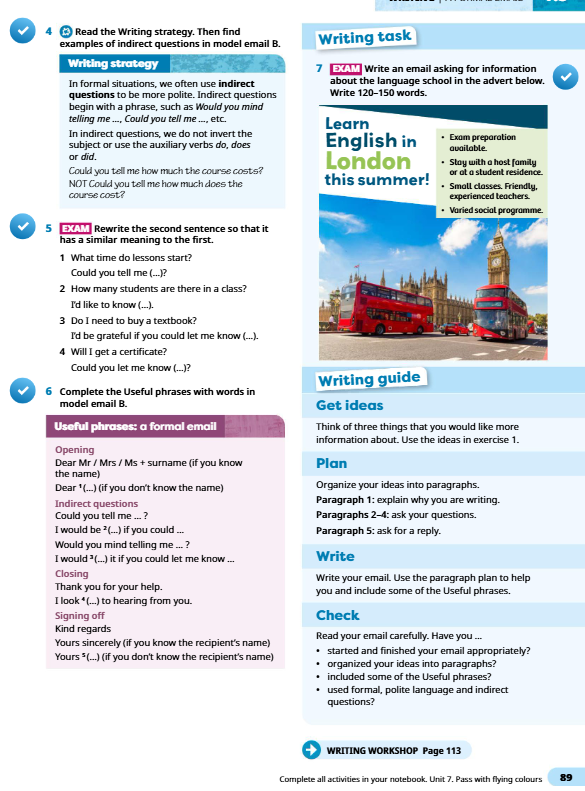 4 Read the Writing strategy. Then find
examples of indirect questions in model email B.
Writing strategy
In formal situations, we often use indirect
questions to be more polite. Indirect questions
begin with a phrase, such as Would you mind
telling me ..., Could you tell me ..., etc.
In indirect questions, we do not invert the
subject or use the auxiliary verbs do, does
or did.
Could you tell me how much the course costs?
NOT Could you tell me how much does the
course cost?
5 EXAM Rewrite the second sentence so that it
has a similar meaning to the first.
1 What time do lessons start?
Could you tell me (...)?
2 How many students are there in a class?
I'd like to know (...).
3 Do I need to buy a textbook?
I'd be grateful if you could let me know (...).
4 Will I get a certificate?
Could you let me know (...)?
6 Complete the Useful phrases with words in
model email B.
Useful phrases: a formal email
Opening
Dear Mr / Mrs / Ms + surname (if you know
the name)
Dear ¹(...) (if you don't know the name)
Indirect questions
Could you tell me ... ?
I would be ²(...) if you could ...
Would you mind telling me ... ?
I would ³(...) it if you could let me know ...
Closing
Thank you for your help.
I look ⁴(...) to hearing from you.
Signing off
Kind regards
Yours sincerely (if you know the recipient's name)
Yours ⁵(...) (if you don't know the recipient's name)
Writing task
7 EXAM Write an email asking for information
about the language school in the advert below.
Write 120–150 words.
Learn
English in
London
this summer!
• Exam preparation
available.
• Stay with a host family
or at a student residence.
• Small classes. Friendly,
experienced teachers.
• Varied social programme.
Writing guide
Get ideas
Think of three things that you would like more
information about. Use the ideas in exercise 1.
Plan
Organize your ideas into paragraphs.
Paragraph 1: explain why you are writing.
Paragraphs 2–4: ask your questions.
Paragraph 5: ask for a reply.
Write
Write your email. Use the paragraph plan to help
you and include some of the Useful phrases.
Check
Read your email carefully. Have you ...
• started and finished your email appropriately?
• organized your ideas into paragraphs?
• included some of the Useful phrases?
• used formal, polite language and indirect
questions?
WRITING WORKSHOP Page 113
Complete all activities in your notebook. Unit 7. Pass with flying colours 89